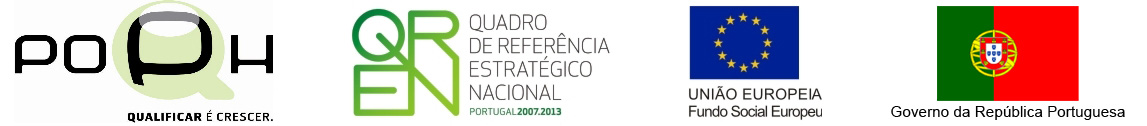 POPH
QUALIFICAR É CRESCER.
QREN
QUADRO
DE REFERÊNCIA
ESTRATÉGICO
NACIONAL
PORTUGAL2007.2013
UNIÃO EUROPEIA
Fundo Social Europeu
Governo da República Portuguesa